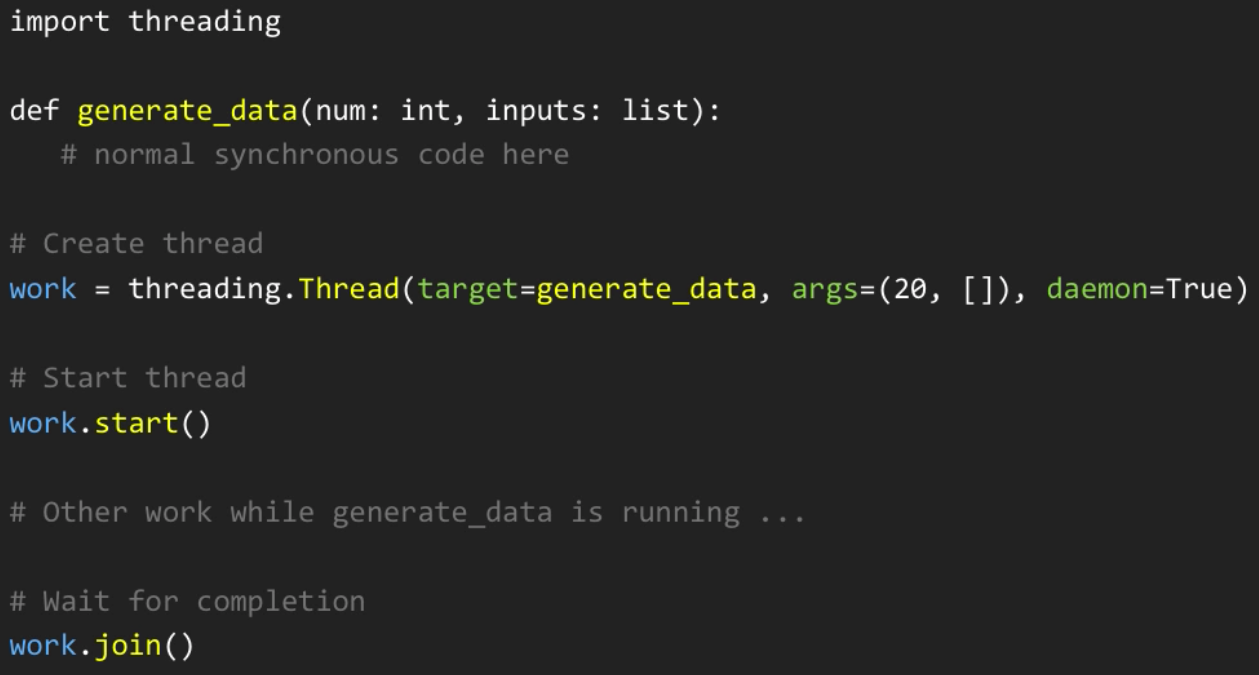 import threading
def generate_data(num: int, inputs: list):
# normal synchronous code here
# Create thread
work = threading.Thread(target=generate_data, args=(20, []), daemon=True)
# Start thread
work.start()
# Other work while generate_data is running ...
# Wait for completion
work.join()